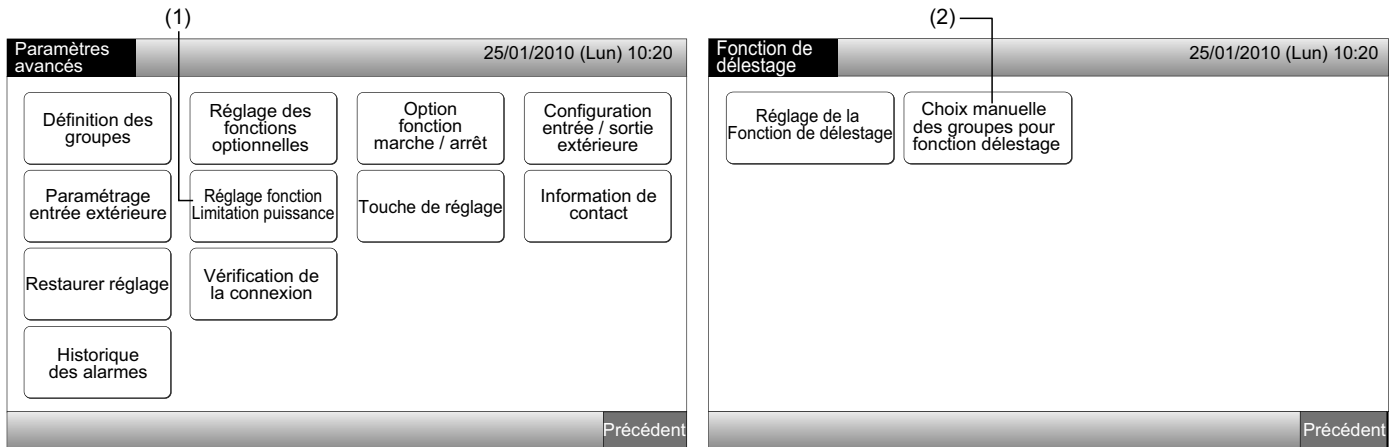 (1)
Paramètres
avancés
25/01/2010 (Lun) 10:20
Définition des
groupes
Réglage des
fonctions
optionnelles
Option
fonction
marche / arrêt
Configuration
entrée / sortie
extérieure
Paramétrage
entrée extérieure
Réglage fonction
Limitation puissance
Touche de réglage
Information de
contact
Restaurer réglage
Vérification de
la connexion
Historique
des alarmes
Précédent
(2)
Fonction de
délestage
25/01/2010 (Lun) 10:20
Réglage de la
Fonction de délestage
Choix manuelle
des groupes pour
fonction délestage
Précédent